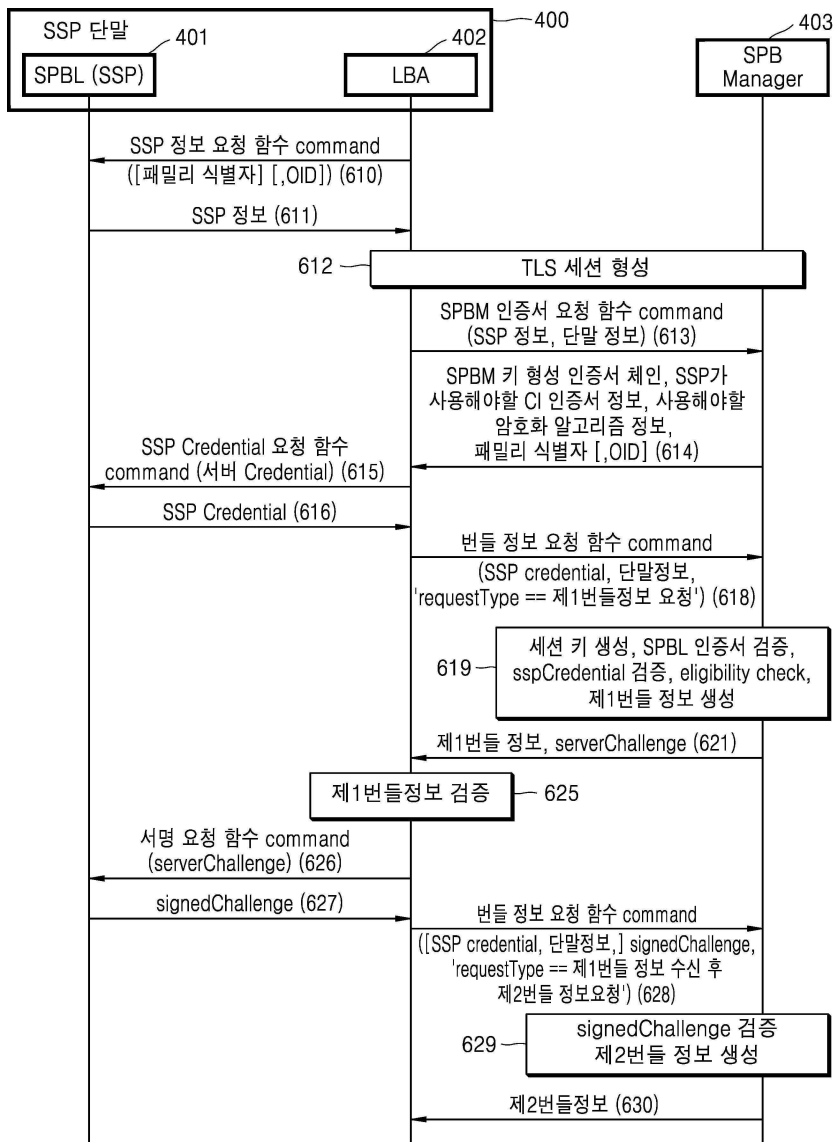 SSP 단말
400
401
402
403
SPBL (SSP)
LBA
SPB
Manager
SSP 정보 요청 함수 command
([패밀리 식별자] [,OID]) (610)
SSP 정보 (611)
612
TLS 세션 형성
SPBM 인증서 요청 함수 command
(SSP 정보, 단말 정보) (613)
SPBM 키 형성 인증서 체인, SSP가
사용해야할 CI 인증서 정보, 사용해야할
암호화 알고리즘 정보,
패밀리 식별자 [,OID] (614)
SSP Credential 요청 함수
command (서버 Credential) (615)
SSP Credential (616)
번들 정보 요청 함수 command
(SSP credential, 단말정보,
'requestType == 제1번들정보 요청') (618)
619
세션 키 생성, SPBL 인증서 검증,
sspCredential 검증, eligibility check,
제1번들 정보 생성
제1번들 정보, serverChallenge (621)
제1번들정보 검증
625
서명 요청 함수 command
(serverChallenge) (626)
signedChallenge (627)
번들 정보 요청 함수 command
([SSP credential, 단말정보,] signedChallenge,
'requestType == 제1번들 정보 수신 후
제2번들 정보요청') (628)
629
signedChallenge 검증
제2번들 정보 생성
제2번들정보 (630)